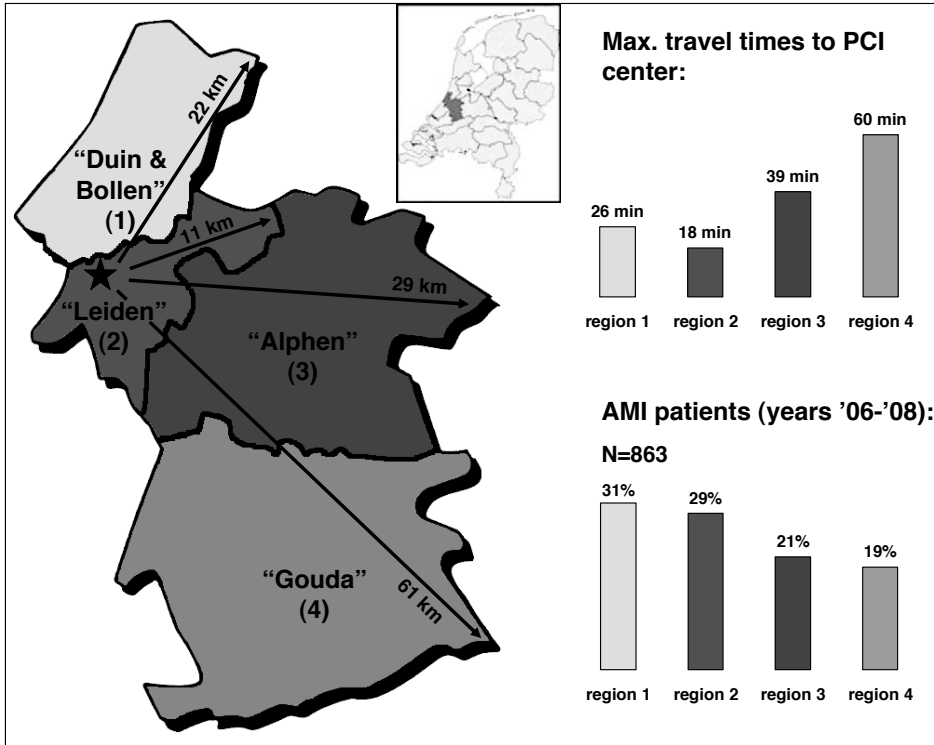 22 km
“Duin &
Bollen”
(1)
11 km
29 km
“Leiden”
(2)
“Alphen”
(3)
“Gouda”
(4)
61 km
Max. travel times to PCI
center:
26 min
18 min
39 min
60 min
region 1
region 2
region 3
region 4
AMI patients (years ’06-’08):
N=863
31%
29%
21%
19%
region 1
region 2
region 3
region 4